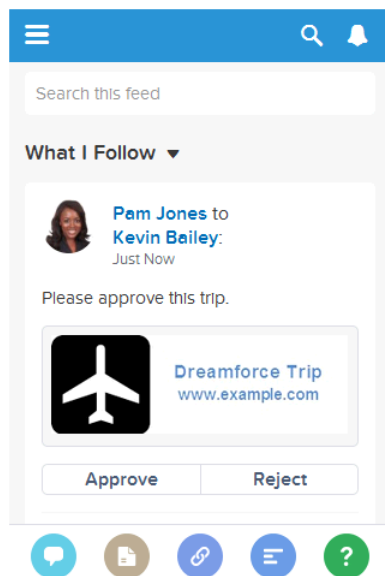 Search this feed
What I Follow
Pam Jones to
Kevin Bailey:
Just Now
Please approve this trip.
Dreamforce Trip
www.example.com
Approve Reject
?